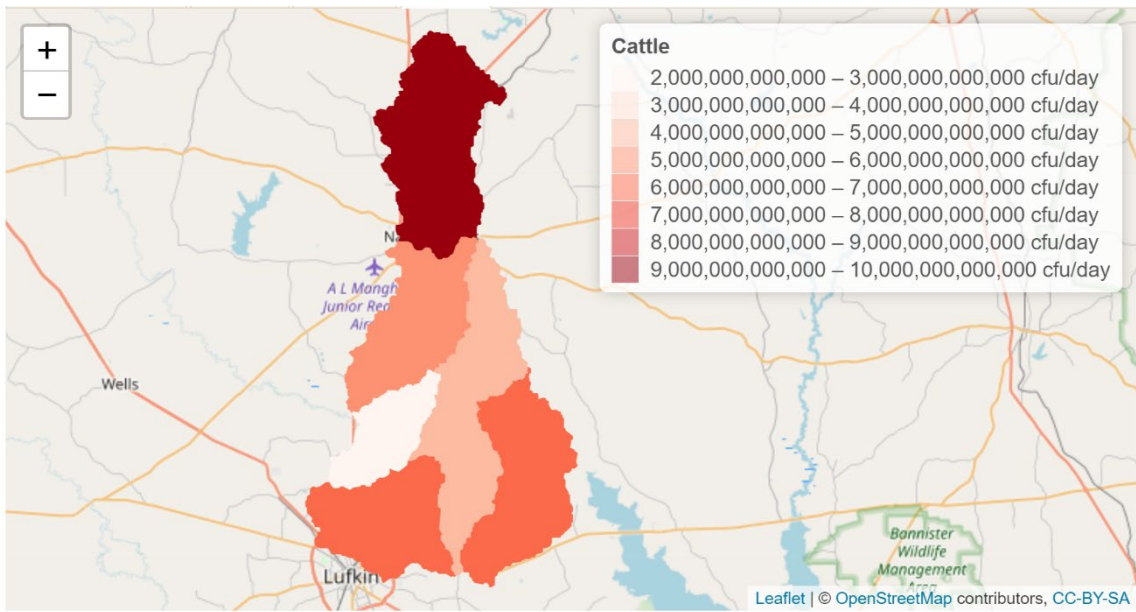 +
−
Cattle
2,000,000,000,000 – 3,000,000,000,000 cfu/day
3,000,000,000,000 – 4,000,000,000,000 cfu/day
4,000,000,000,000 – 5,000,000,000,000 cfu/day
5,000,000,000,000 – 6,000,000,000,000 cfu/day
6,000,000,000,000 – 7,000,000,000,000 cfu/day
7,000,000,000,000 – 8,000,000,000,000 cfu/day
8,000,000,000,000 – 9,000,000,000,000 cfu/day
9,000,000,000,000 – 10,000,000,000,000 cfu/day
Na
A L Mangh
Junior Reg
Air
Wells
Lufkin
Bannister
Wildlife
Management
Area
Leaflet | © OpenStreetMap contributors, CC-BY-SA